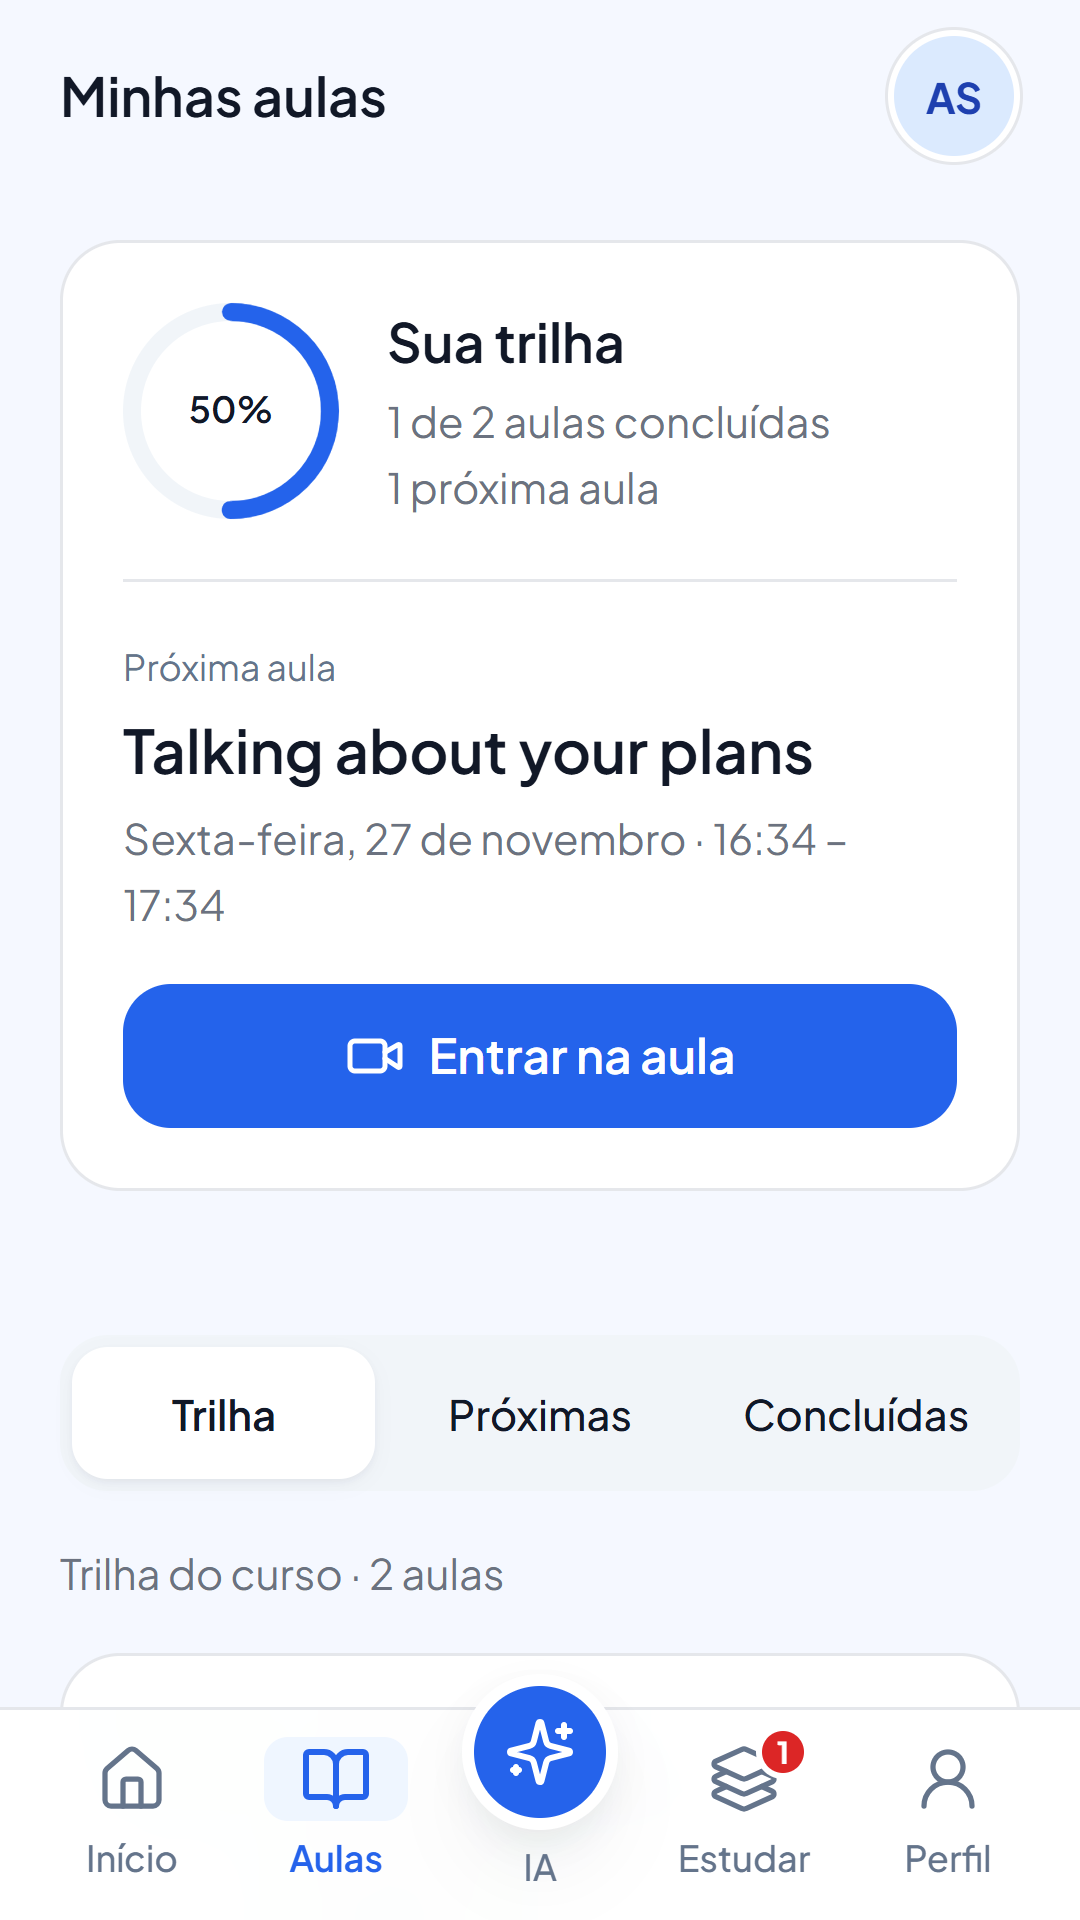 Minhas aulas
AS
50%
Sua trilha
1 de 2 aulas concluídas
1 próxima aula
Próxima aula
Talking about your plans
Sexta-feira, 27 de novembro · 16:34 –
17:34
Entrar na aula
Trilha
Próximas
Concluídas
Trilha do curso · 2 aulas
1
Início
Aulas
IA
Estudar
Perfil